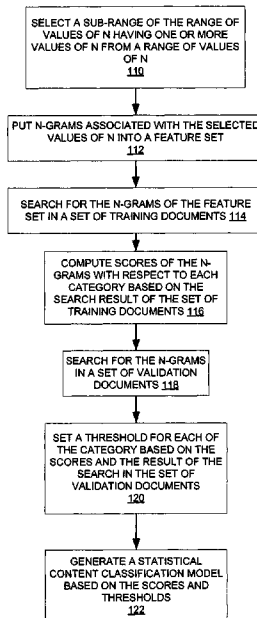 SELECT A SUB-RANGE OF THE RANGE OF
VALUES OF N HAVING ONE OR MORE
VALUES OF N FROM A RANGE OF VALUES
OF N
110
PUT N-GRAMS ASSOCIATED WITH THE SELECTED
VALUES OF N INTO A FEATURE SET
112
SEARCH FOR THE N-GRAMS OF THE FEATURE
SET IN A SET OF TRAINING DOCUMENTS 114
COMPUTE SCORES OF THE N-
GRAMS WITH RESPECT TO EACH
CATEGORY BASED ON THE
SEARCH RESULT OF THE SET OF
TRAINING DOCUMENTS 116
SEARCH FOR THE N-GRAMS
IN A SET OF VALIDATION
DOCUMENTS 118
SET A THRESHOLD FOR EACH OF
THE CATEGORY BASED ON THE
SCORES AND THE RESULT OF THE
SEARCH IN THE SET OF
VALIDATION DOCUMENTS
120
GENERATE A STATISTICAL
CONTENT CLASSIFICATION MODEL
BASED ON THE SCORES AND
THRESHOLDS
122